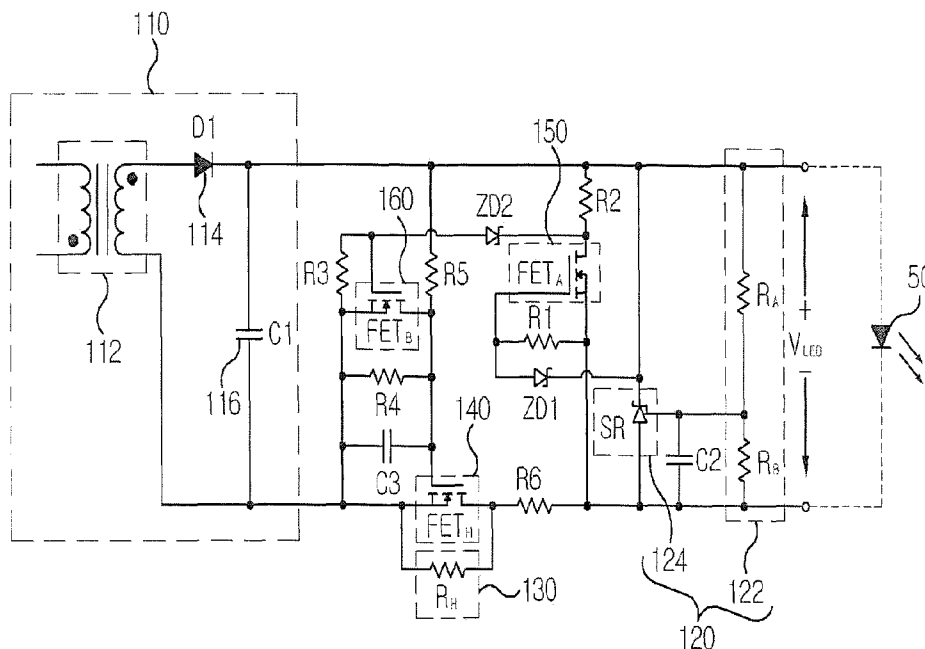 110
D1
150
114
160
ZD2
R2
R3
R5
FETA
RA
50
112
C1
FETB
R1
+
VLED
−
116
R4
140
ZD1
SR
C2
RB
C3
R6
FETH
124
122
RH
130
120